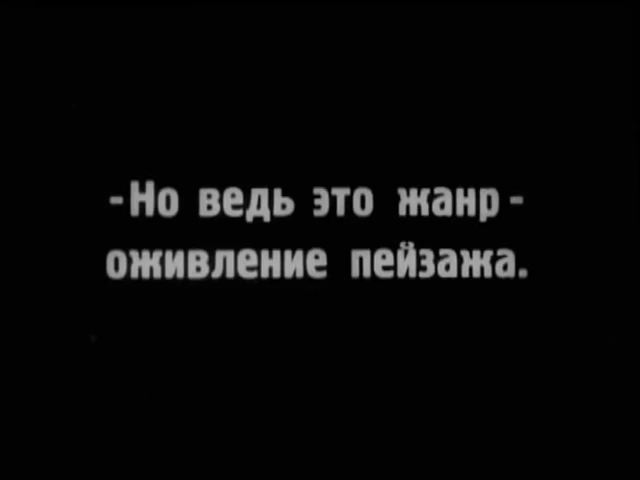 -Но ведь это жанр-
оживление пейзажа.